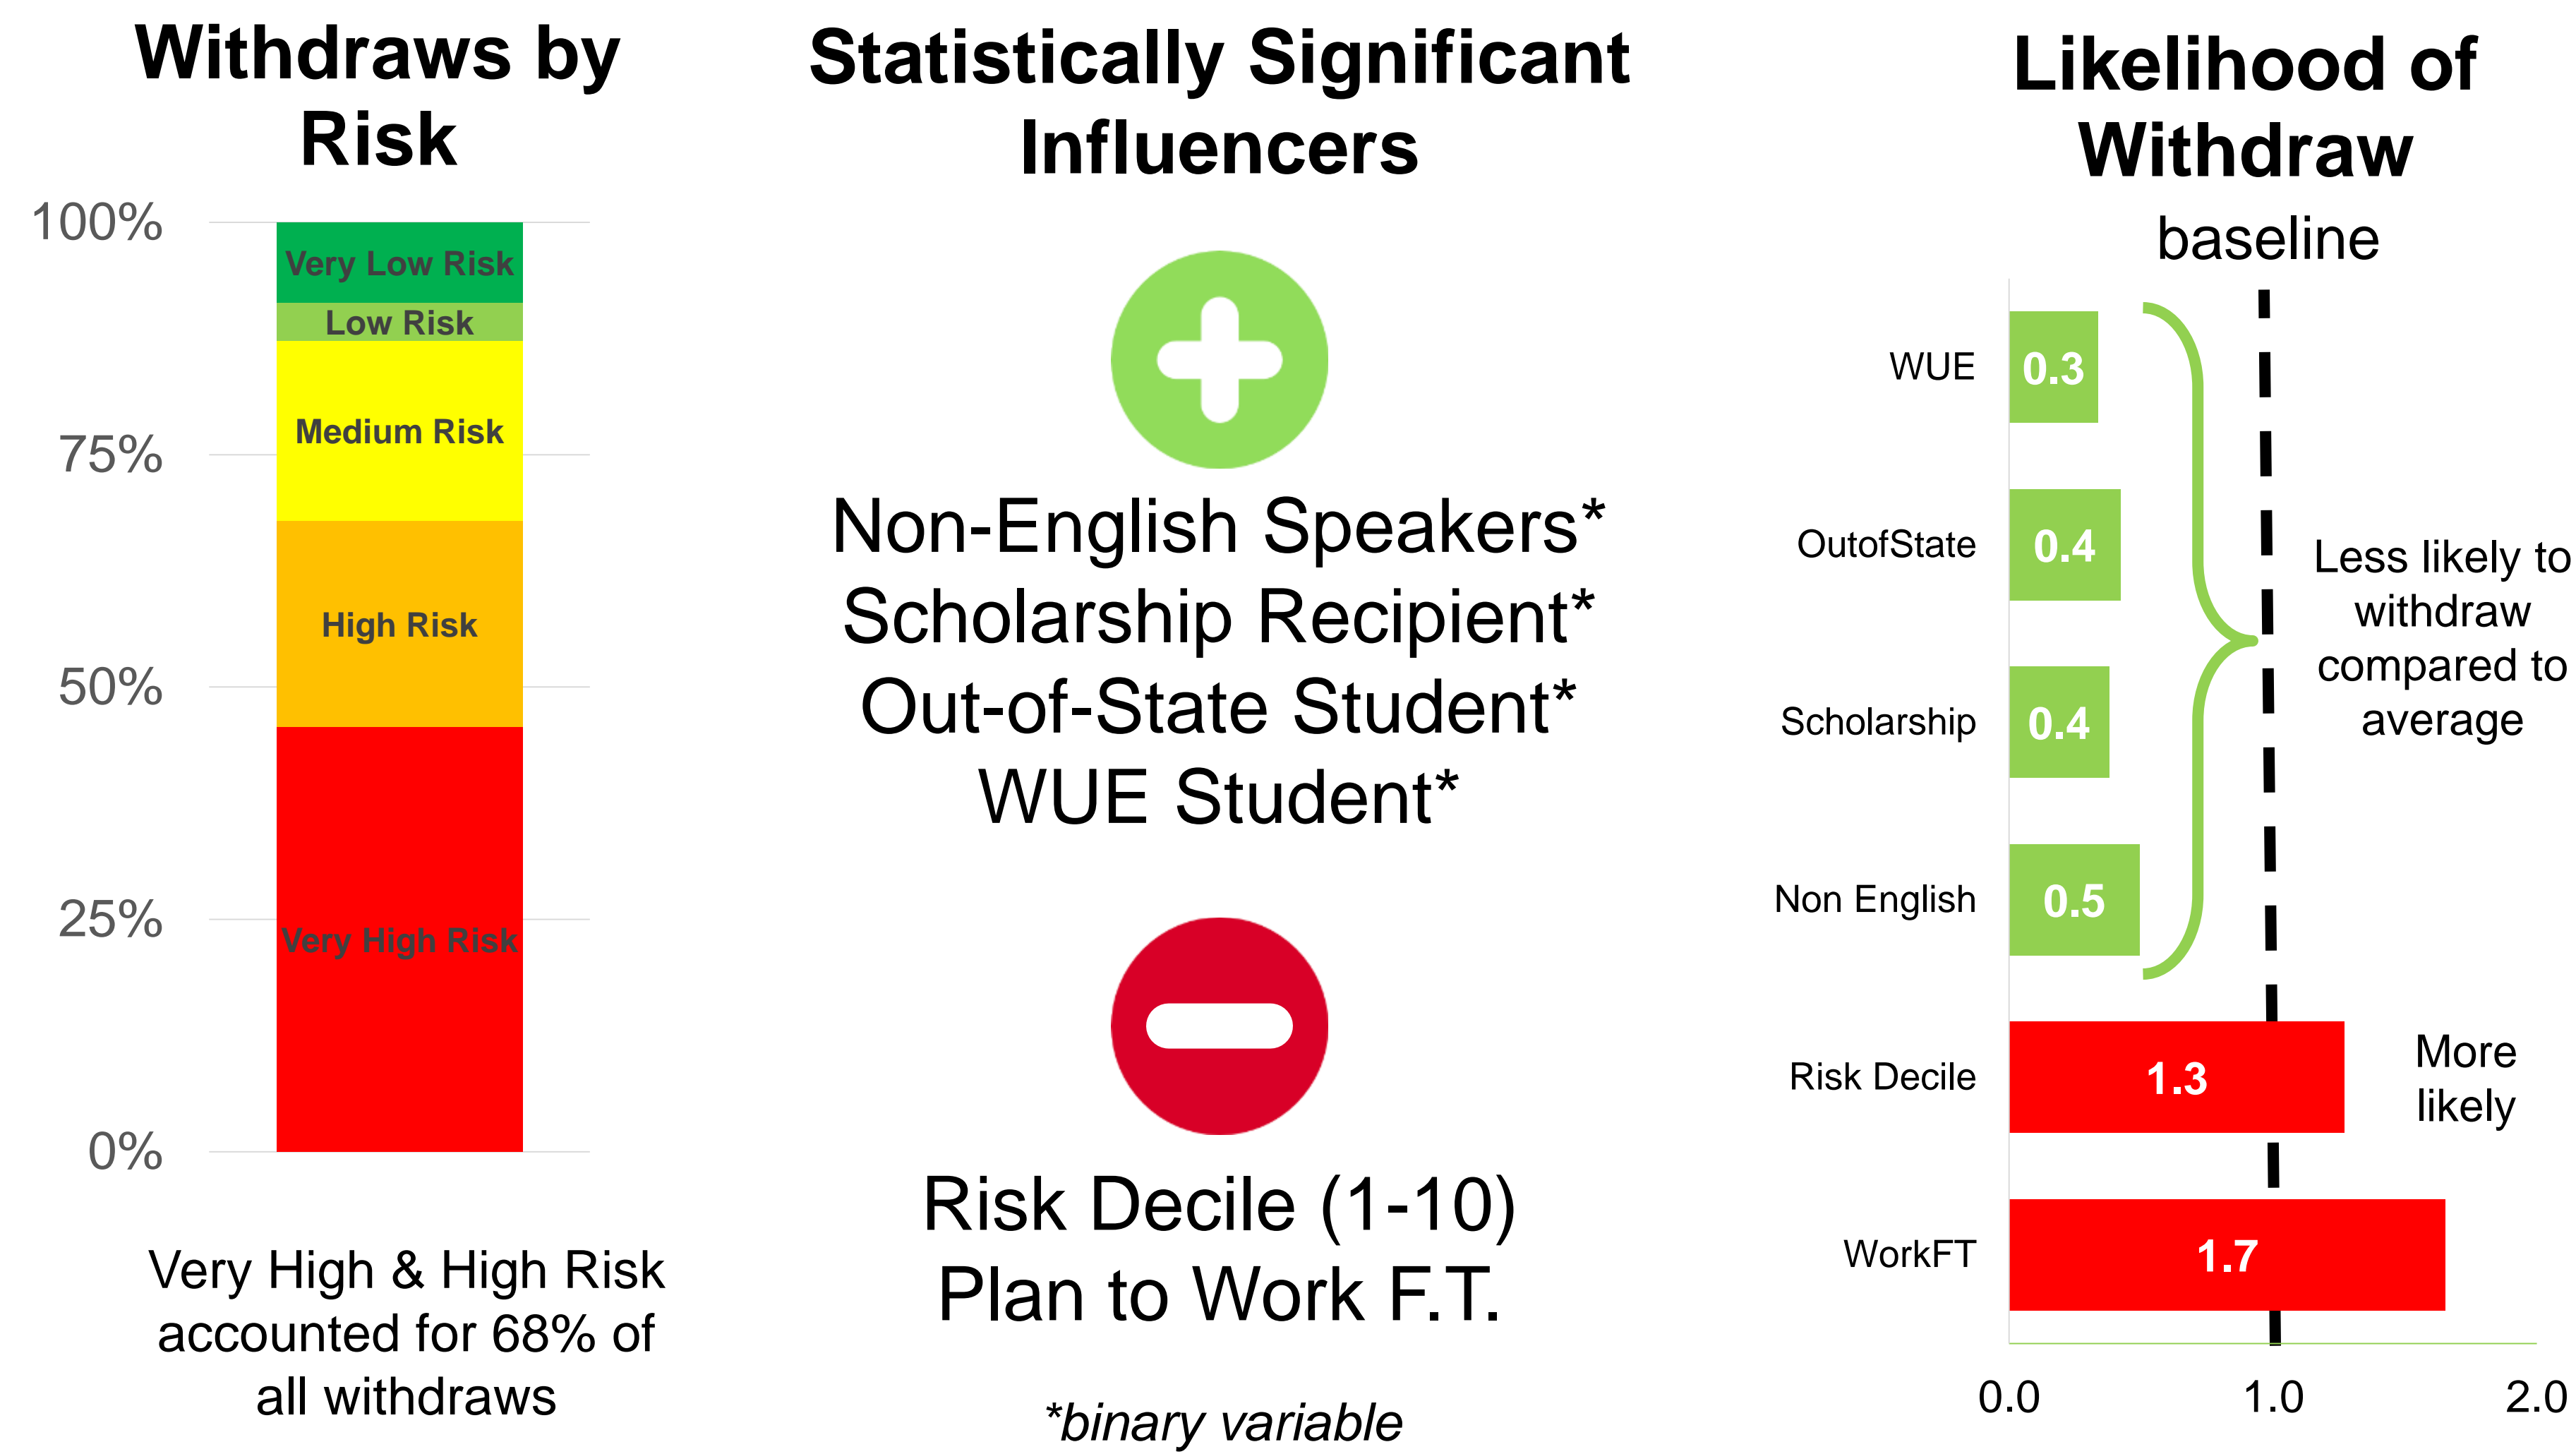 Withdraws by
Risk
100%
75%
50%
25%
0%
Very Low Risk
Low Risk
Medium Risk
High Risk
Very High Risk
Very High & High Risk
accounted for 68% of
all withdraws
Statistically Significant
Influencers
Non-English Speakers*
Scholarship Recipient*
Out-of-State Student*
WUE Student*
Risk Decile (1-10)
Plan to Work F.T.
*binary variable
Likelihood of
Withdraw
baseline
WUE
0.3
OutofState
0.4
Scholarship
0.4
Non English
0.5
Risk Decile
1.3
WorkFT
1.7
Less likely to
withdraw
compared to
average
More
likely
0.0
1.0
2.0